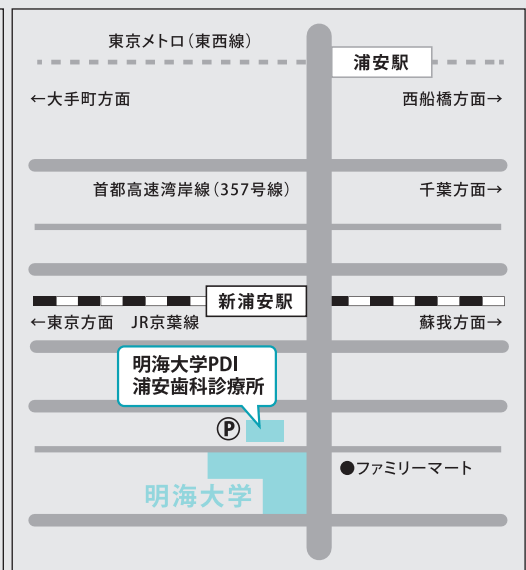 東京メトロ（東西線）
浦安駅
←大手町方面
西船橋方面→
首都高速湾岸線（357号線）
千葉方面→
新浦安駅
←東京方面 JR京葉線
蘇我方面→
明海大学PDI
浦安歯科診療所
Ⓟ
●ファミリーマート
明海大学